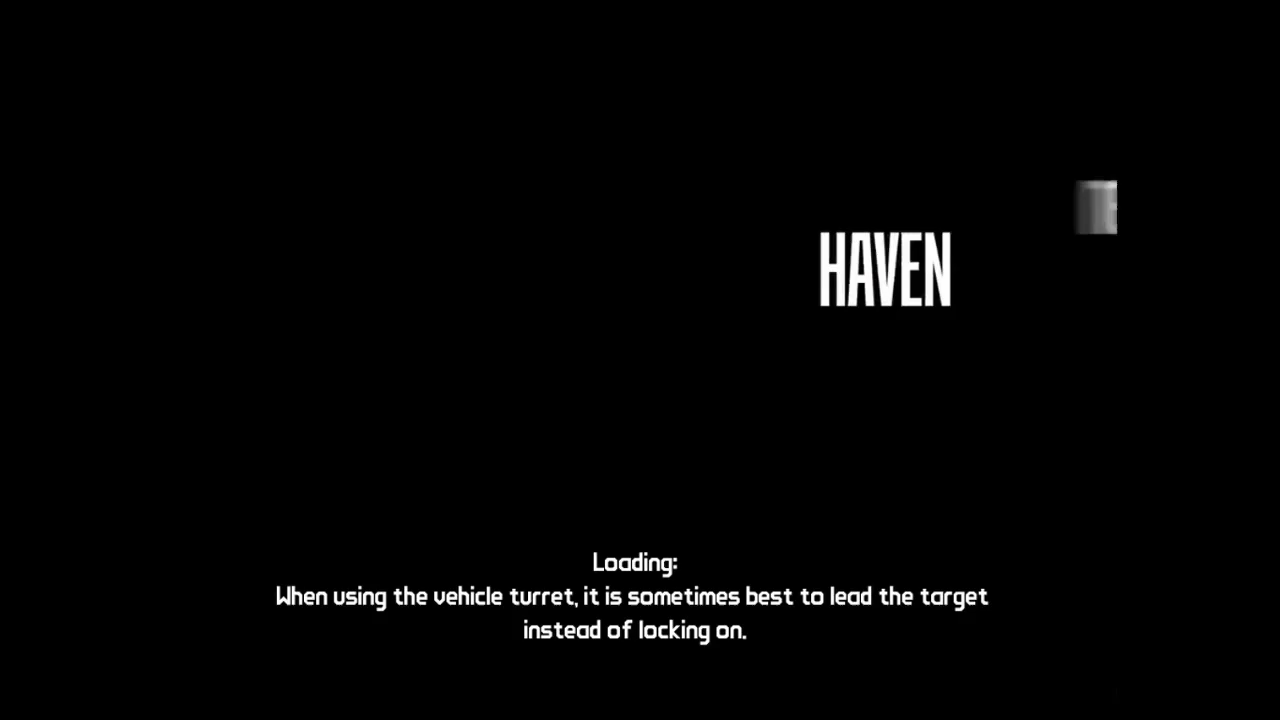 HAVEN
Loading:
When using the vehicle turret, it is sometimes best to lead the target
instead of locking on.